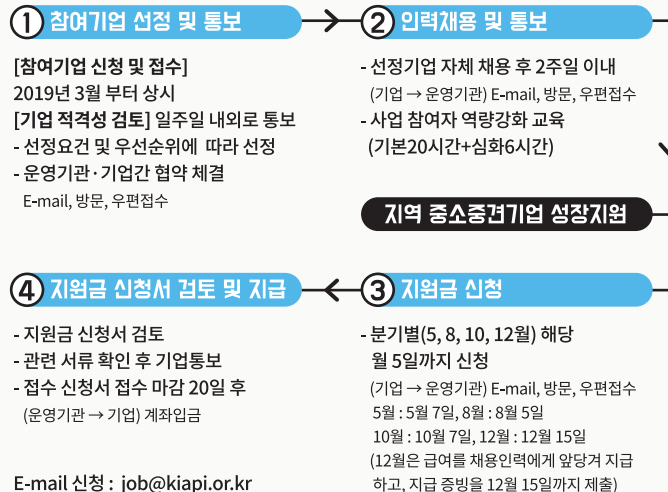 ① 참여기업 선정 및 통보
[참여기업 신청 및 접수]
2019년 3월 부터 상시
[기업 적격성 검토] 일주일 내외로 통보
- 선정요건 및 우선순위에 따라 선정
- 운영기관·기업간 협약 체결
E-mail, 방문, 우편접수
② 인력채용 및 통보
- 선정기업 자체 채용 후 2주일 이내
(기업 → 운영기관) E-mail, 방문, 우편접수
- 사업 참여자 역량강화 교육
(기본20시간+심화6시간)
지역 중소중견기업 성장지원
③ 지원금 신청
- 분기별(5, 8, 10, 12월) 해당
월 5일까지 신청
(기업 → 운영기관) E-mail, 방문, 우편접수
5월 : 5월 7일, 8월 : 8월 5일
10월 : 10월 7일, 12월 : 12월 15일
(12월은 급여를 채용인력에게 앞당겨 지급
하고, 지급 증빙을 12월 15일까지 제출)
④ 지원금 신청서 검토 및 지급
- 지원금 신청서 검토
- 관련 서류 확인 후 기업통보
- 접수 신청서 접수 마감 20일 후
(운영기관 → 기업) 계좌입금
E-mail 신청 : job@kiapi.or.kr